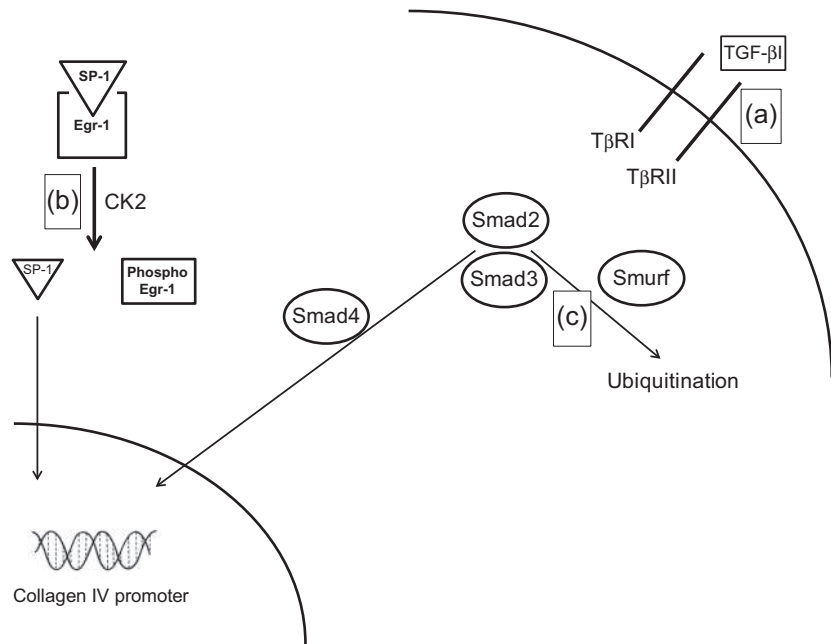 SP-1
Egr-1
(b)
CK2
SP-1
Phospho
Egr-1
TGF-βI
(a)
TβRI
TβRII
Smad2
Smad3
Smurf
Smad4
(c)
Ubiquitination
Collagen IV promoter